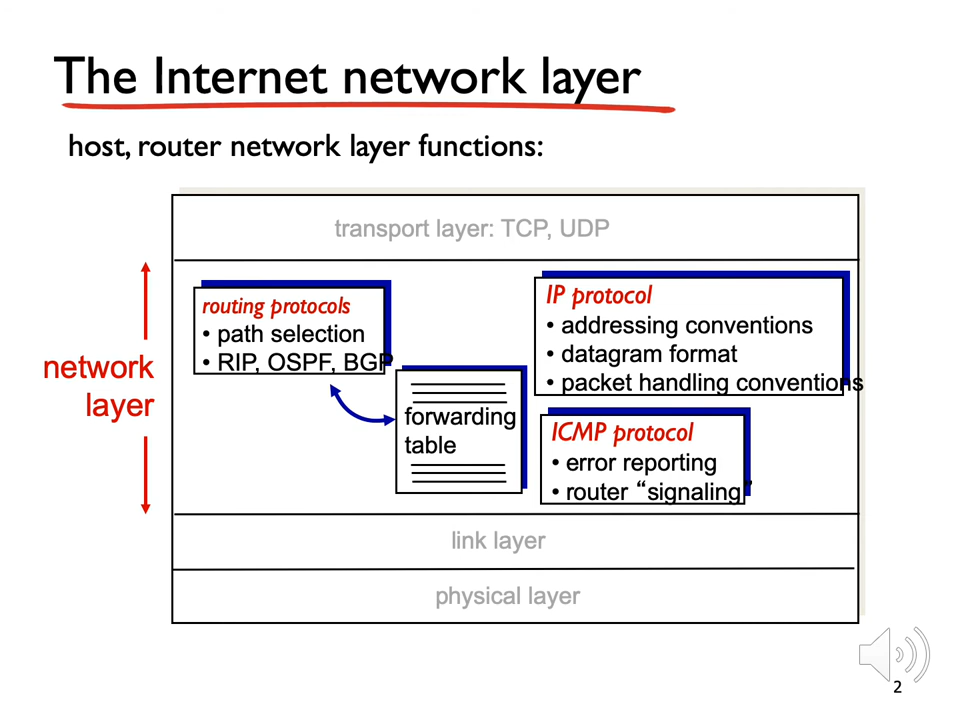 The Internet network layer
host, router network layer functions:
transport layer: TCP, UDP
network
layer
routing protocols
• path selection
• RIP, OSPF, BGP
forwarding
table
IP protocol
• addressing conventions
• datagram format
• packet handling conventions
ICMP protocol
• error reporting
• router “signaling”
link layer
physical layer
2